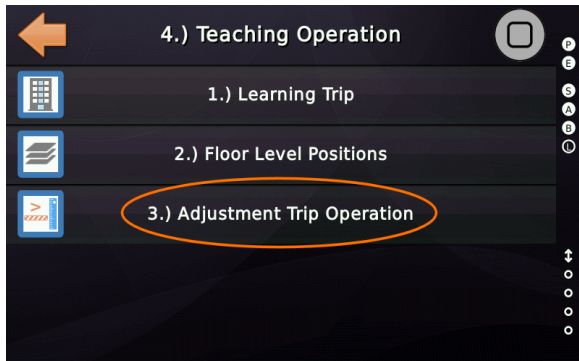 4.) Teaching Operation
1.) Learning Trip
2.) Floor Level Positions
3.) Adjustment Trip Operation
P
E
S
A
B
L